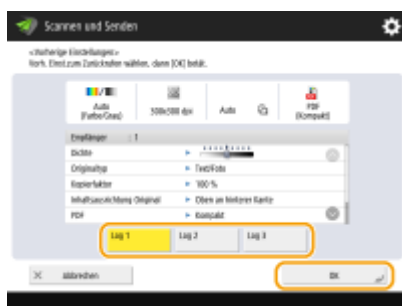 Scannen und Senden
<Vorherige Einstellungen>
Vorh. Einst.zum Zurückrufen wählen, dann [OK] betät.
Auto
(Farbe/Grau)
300x300 dpi
Auto
PDF
(Kompakt)
Empfänger : 1
Dichte
Originaltyp ▸ Text/Foto
Kopierfaktor ▸ 100 %
Inhaltsausrichtung Original ▸ Oben an hinterer Kante
PDF ▸ Kompakt
Log 1 Log 2 Log 3
Abbrechen OK